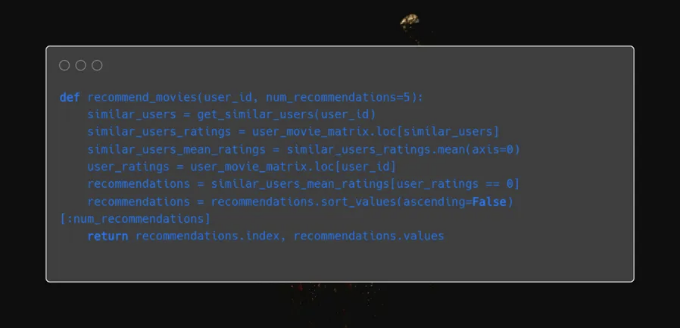 def recommend_movies(user_id, num_recommendations=5):
    similar_users = get_similar_users(user_id)
    similar_users_ratings = user_movie_matrix.loc[similar_users]
    similar_users_mean_ratings = similar_users_ratings.mean(axis=0)
    user_ratings = user_movie_matrix.loc[user_id]
    recommendations = similar_users_mean_ratings[user_ratings == 0]
    recommendations = recommendations.sort_values(ascending=False)
[:num_recommendations]
    return recommendations.index, recommendations.values